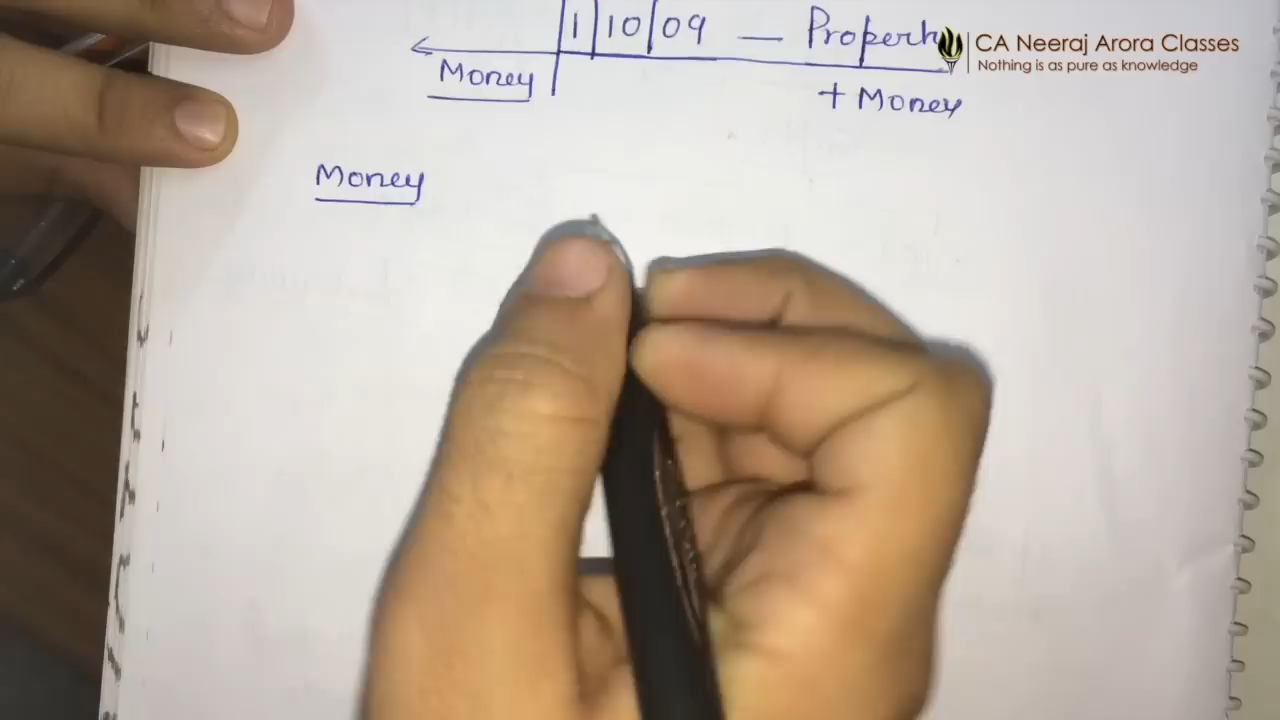 1 | 10 | 09 — Property
CA Neeraj Arora Classes
Nothing is as pure as knowledge
Money
+ Money
Money